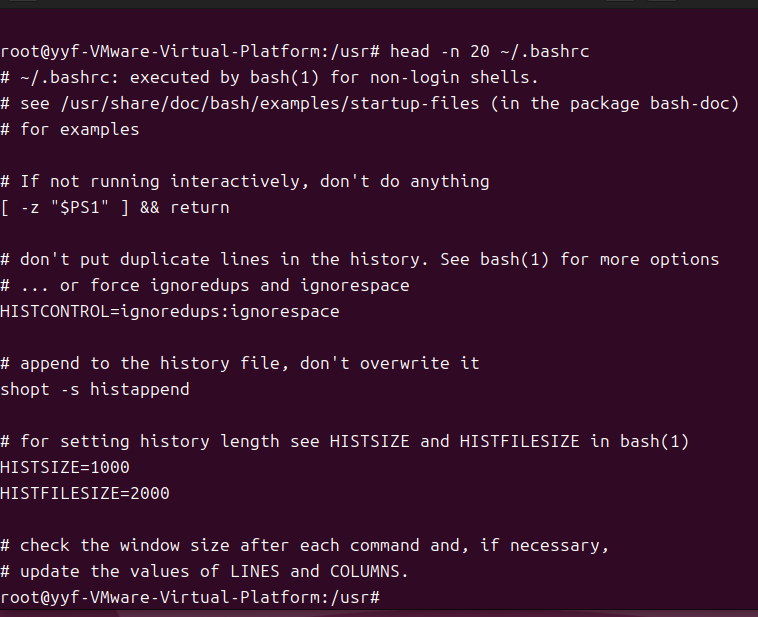 root@yyf-VMware-Virtual-Platform:/usr# head -n 20 ~/.bashrc
# ~/.bashrc: executed by bash(1) for non-login shells.
# see /usr/share/doc/bash/examples/startup-files (in the package bash-doc)
# for examples

# If not running interactively, don't do anything
[ -z "$PS1" ] && return

# don't put duplicate lines in the history. See bash(1) for more options
# ... or force ignoredups and ignorespace
HISTCONTROL=ignoredups:ignorespace

# append to the history file, don't overwrite it
shopt -s histappend

# for setting history length see HISTSIZE and HISTFILESIZE in bash(1)
HISTSIZE=1000
HISTFILESIZE=2000

# check the window size after each command and, if necessary,
# update the values of LINES and COLUMNS.
root@yyf-VMware-Virtual-Platform:/usr#